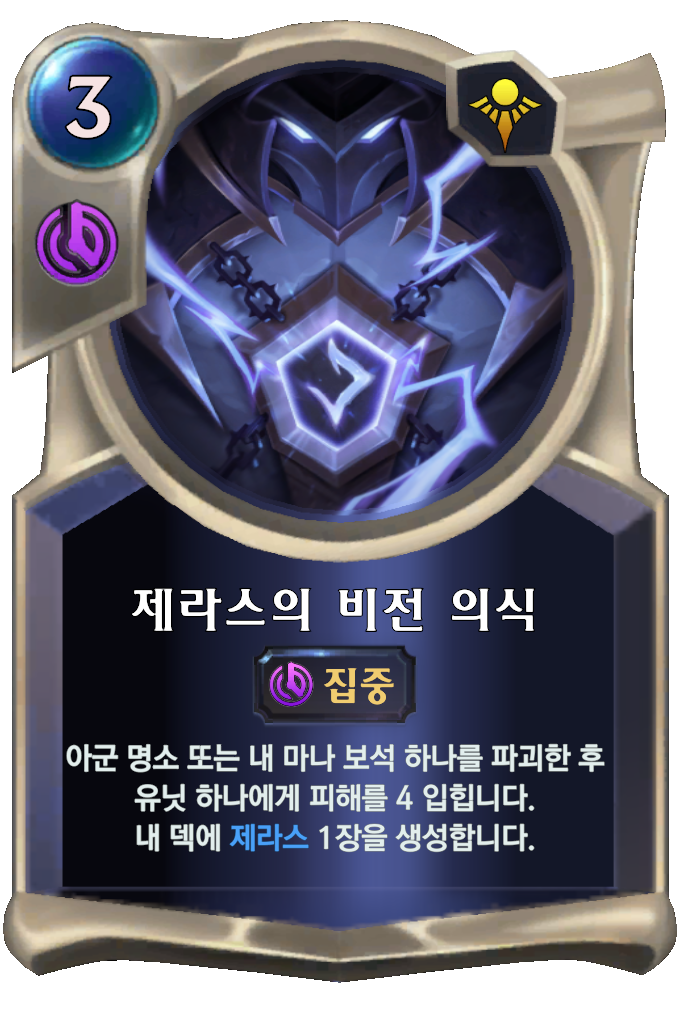 3
제라스의 비전 의식
집중
아군 명소 또는 내 마나 보석 하나를 파괴한 후
유닛 하나에게 피해를 4 입힙니다.
내 덱에 제라스 1장을 생성합니다.